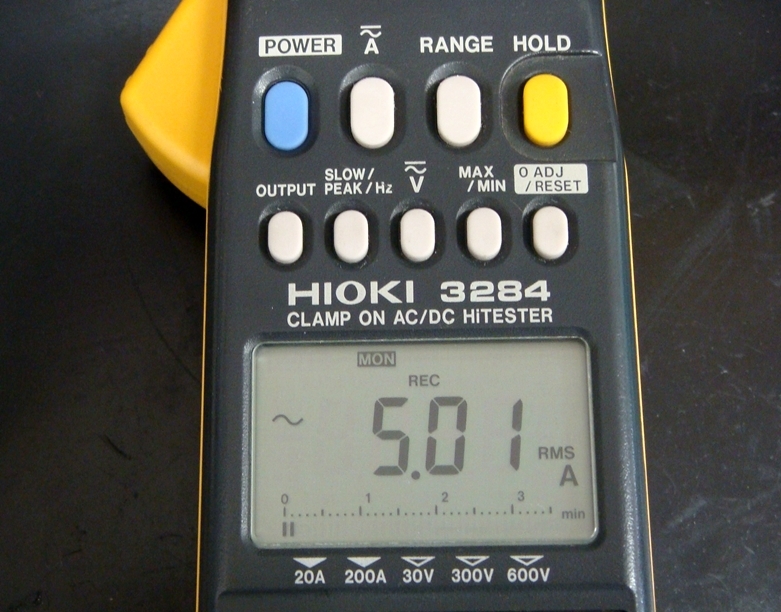 POWER A RANGE HOLD
OUTPUT SLOW/ PEAK/Hz V MAX /MIN 0 ADJ /RESET
HIOKI 3284
CLAMP ON AC/DC HiTESTER
MON
REC
~ 5.01 RMS A
0 1 2 3 min
20A 200A 30V 300V 600V